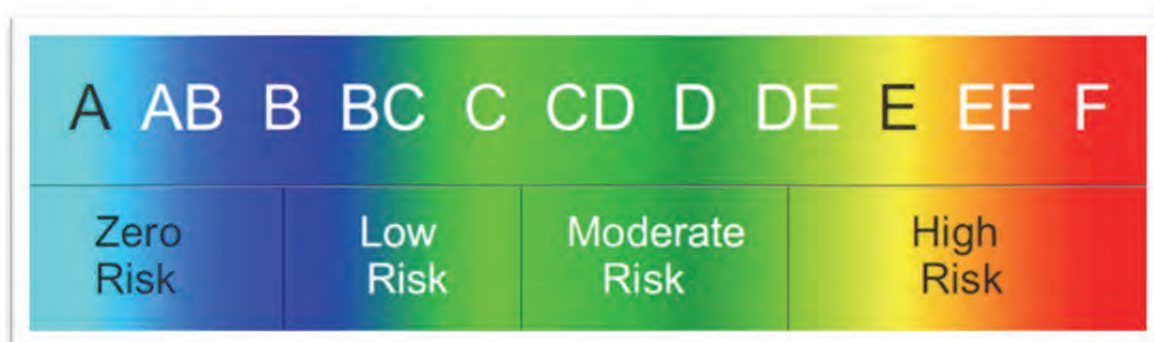 A AB B BC C CD D DE E EF F
Zero Low Moderate High
Risk Risk Risk Risk